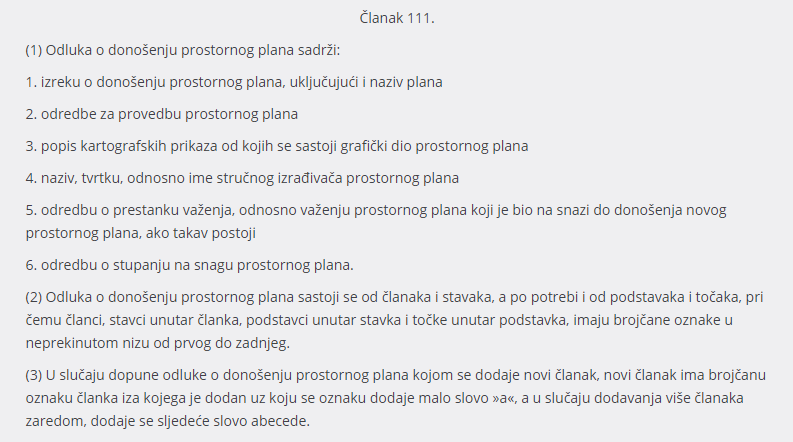 Članak 111.
(1) Odluka o donošenju prostornog plana sadrži:
1. izreku o donošenju prostornog plana, uključujući i naziv plana
2. odredbe za provedbu prostornog plana
3. popis kartografskih prikaza od kojih se sastoji grafički dio prostornog plana
4. naziv, tvrtku, odnosno ime stručnog izrađivača prostornog plana
5. odredbu o prestanku važenja, odnosno važenju prostornog plana koji je bio na snazi do donošenja novog
prostornog plana, ako takav postoji
6. odredbu o stupanju na snagu prostornog plana.
(2) Odluka o donošenju prostornog plana sastoji se od članaka i stavaka, a po potrebi i od podstavaka i točaka, pri
čemu članci, stavci unutar članka, podstavci unutar stavka i točke unutar podstavka, imaju brojčane oznake u
neprekinutom nizu od prvog do zadnjeg.
(3) U slučaju dopune odluke o donošenju prostornog plana kojom se dodaje novi članak, novi članak ima brojčanu
oznaku članka iza kojega je dodan uz koju se oznaku dodaje malo slovo »a«, a u slučaju dodavanja više članaka
zaredom, dodaje se sljedeće slovo abecede.